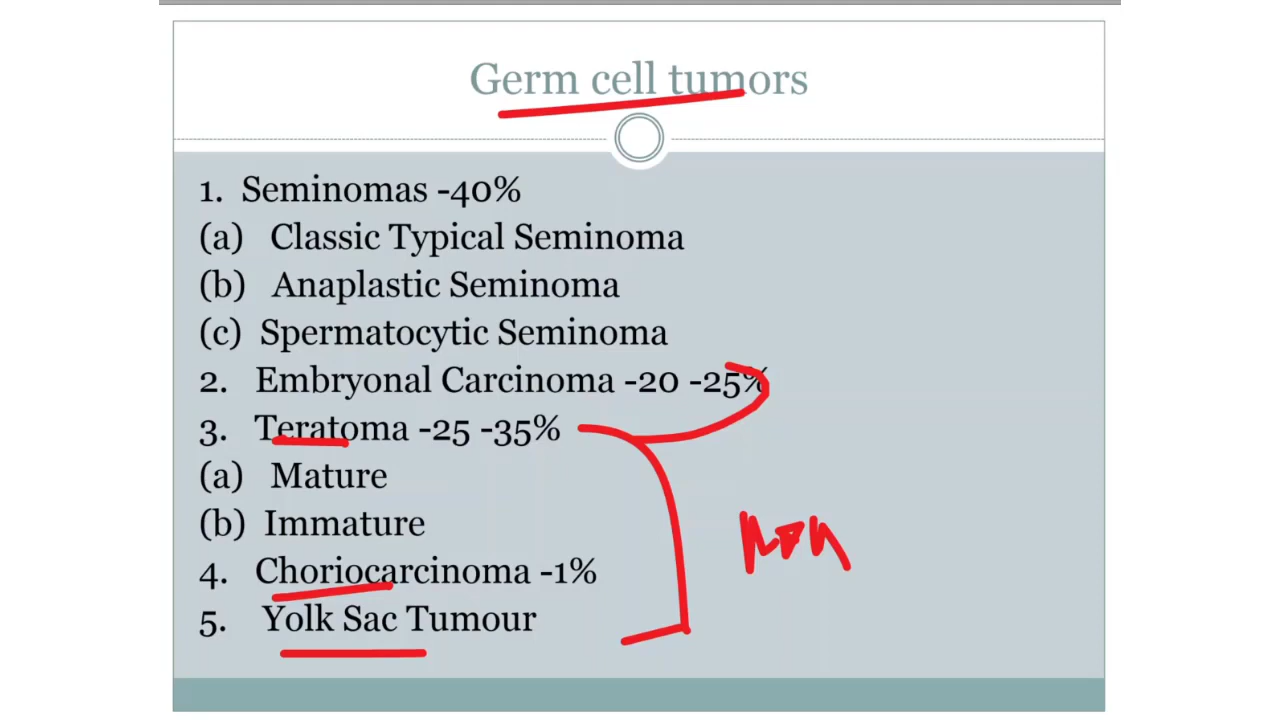 Germ cell tumors
1. Seminomas -40%
(a) Classic Typical Seminoma
(b) Anaplastic Seminoma
(c) Spermatocytic Seminoma
2. Embryonal Carcinoma -20 -25%
3. Teratoma -25 -35%
(a) Mature
(b) Immature
4. Choriocarcinoma -1%
5. Yolk Sac Tumour